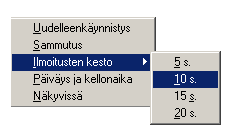 Uudelleenkäynnistys
Sammutus
Ilmoitusten kesto
Päiväys ja kellonaika
Näkyvissä
5 s.
10 s.
15 s.
20 s.